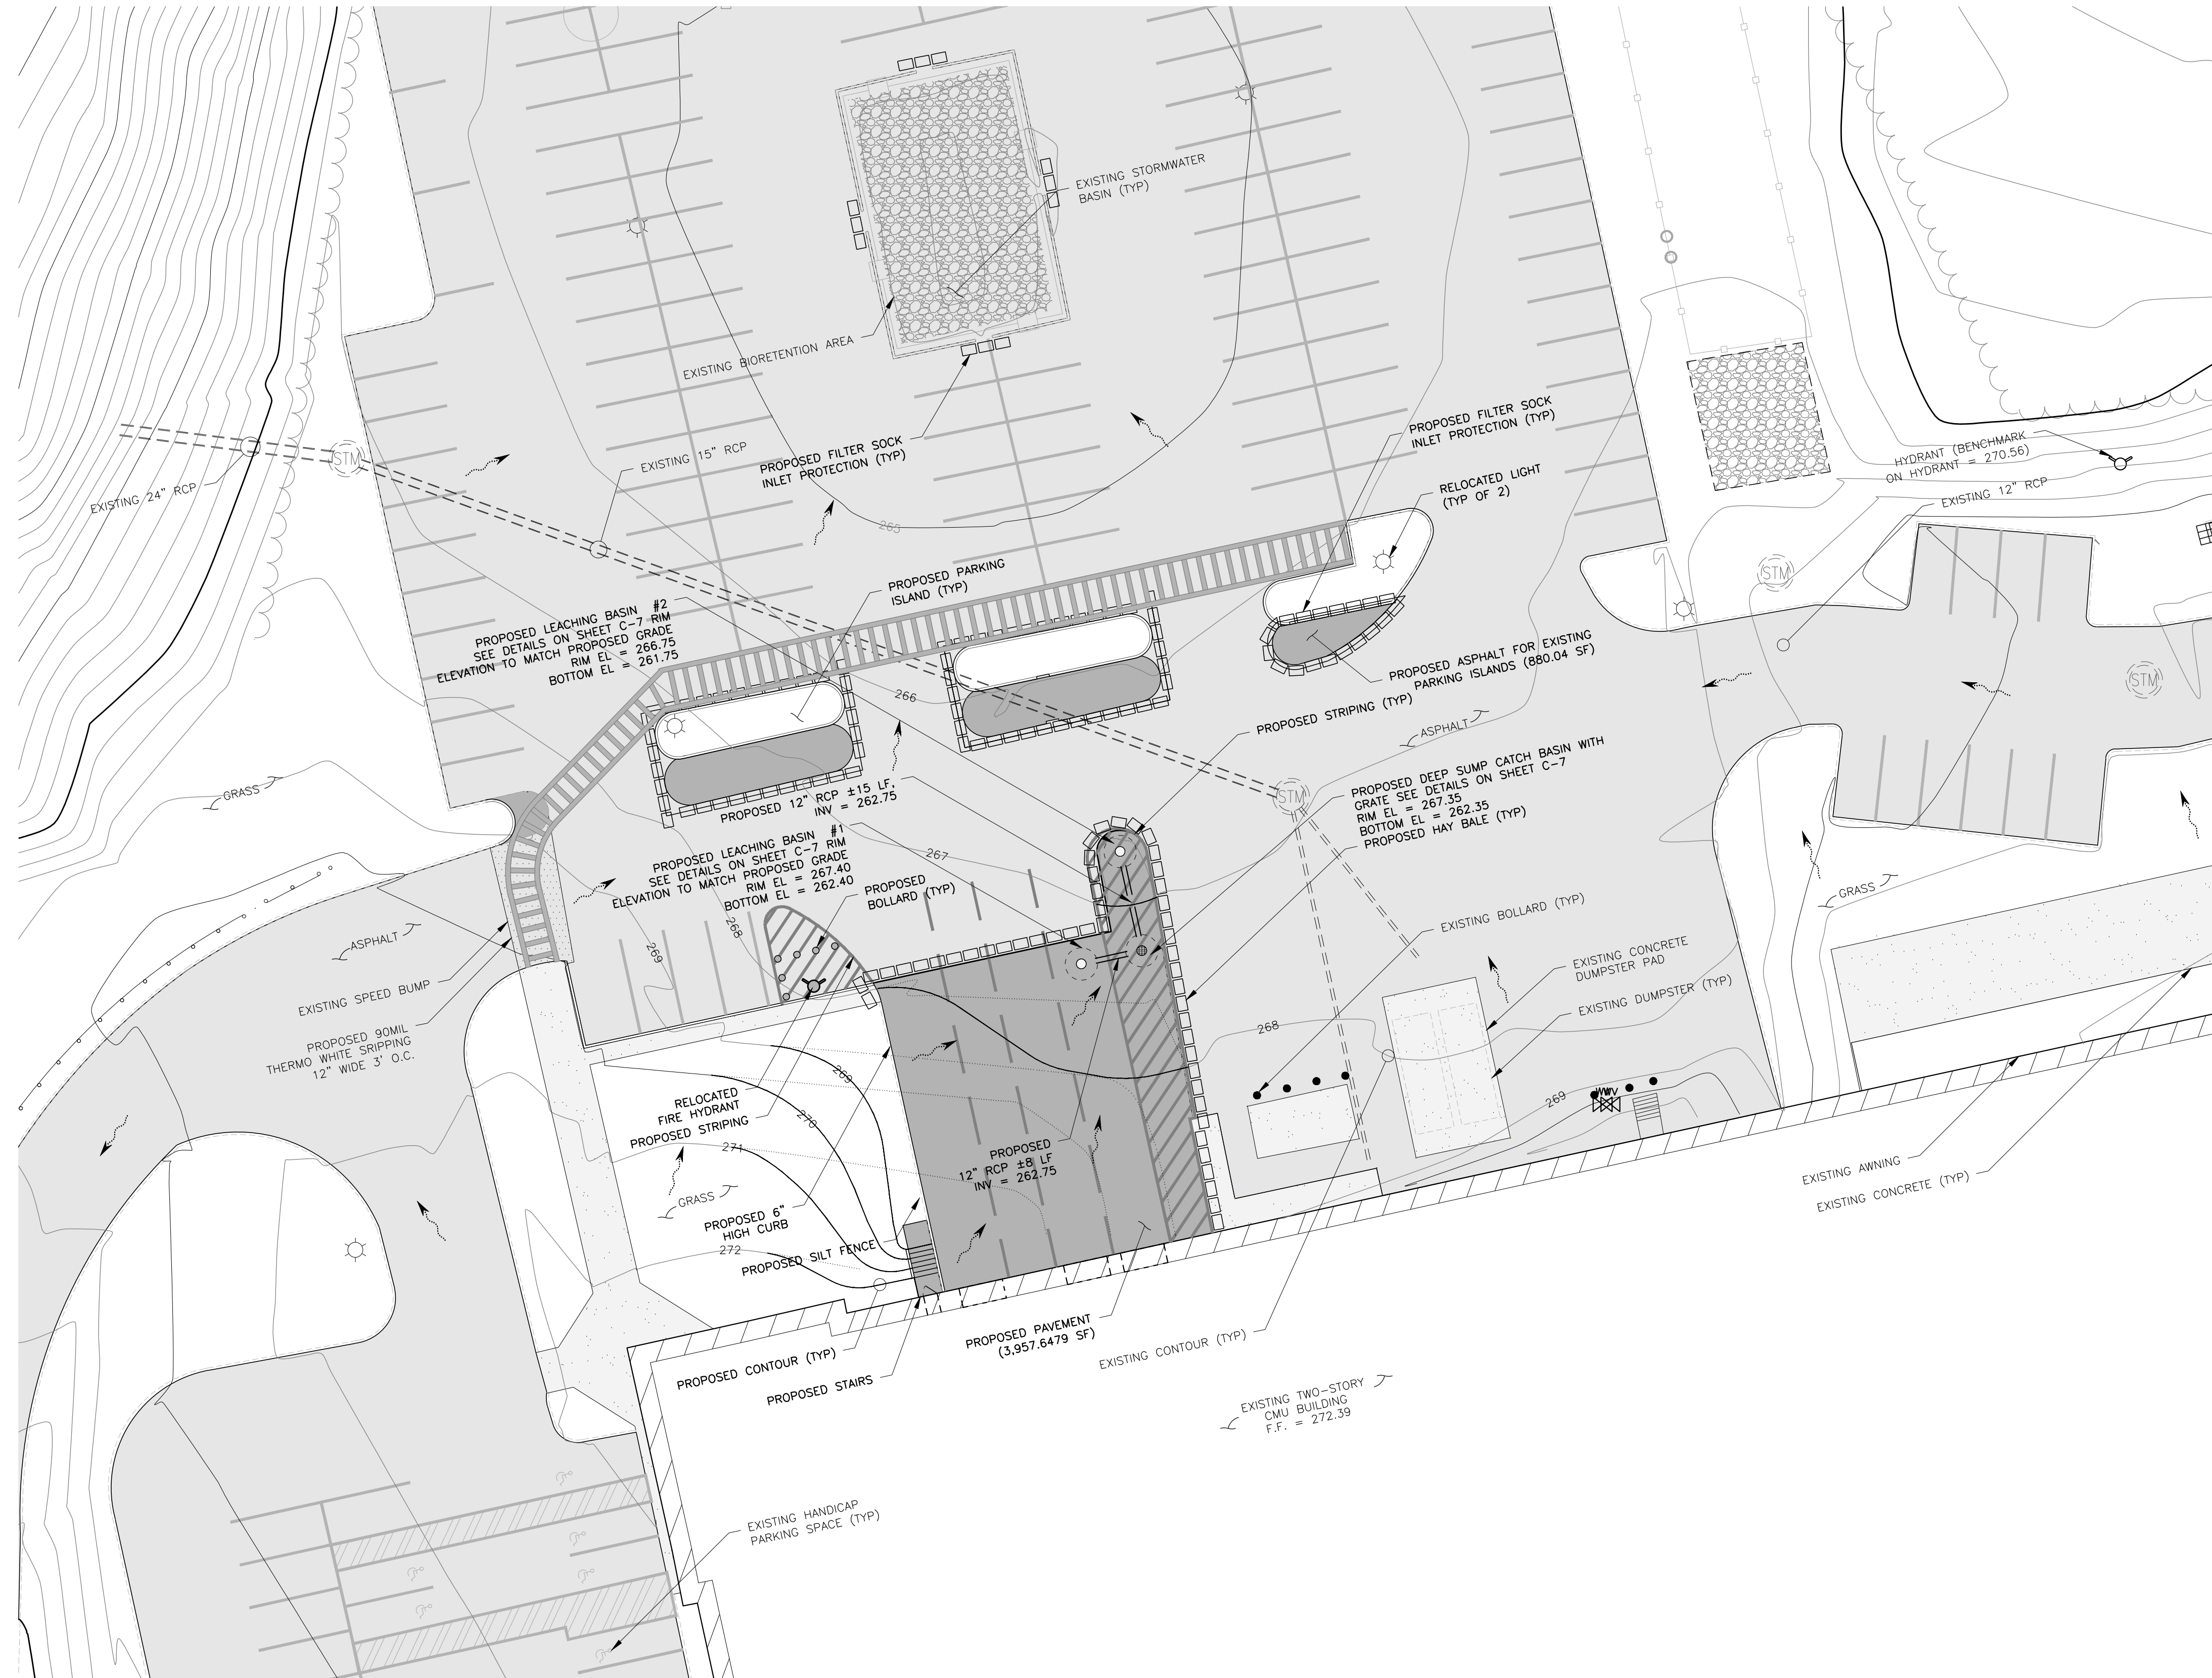 EXISTING STORMWATER
BASIN (TYP)
EXISTING BIORETENTION AREA
PROPOSED FILTER SOCK
INLET PROTECTION (TYP)
EXISTING 15" RCP
PROPOSED FILTER SOCK
INLET PROTECTION (TYP)
HYDRANT (BENCHMARK
ON HYDRANT = 270.56)
STM
EXISTING 24" RCP
RELOCATED LIGHT
(TYP OF 2)
EXISTING 12" RCP
265
STM
PROPOSED PARKING
ISLAND (TYP)
PROPOSED LEACHING BASIN #2
SEE DETAILS ON SHEET C-7 RIM
ELEVATION TO MATCH PROPOSED GRADE
RIM EL = 266.75
BOTTOM EL = 261.75
PROPOSED ASPHALT FOR EXISTING
PARKING ISLANDS (880.04 SF)
STM
266
PROPOSED STRIPING (TYP)
ASPHALT
GRASS
STM
PROPOSED 12" RCP ±15 LF,
INV = 262.75
PROPOSED DEEP SUMP CATCH BASIN WITH
GRATE SEE DETAILS ON SHEET C-7
RIM EL = 267.35
BOTTOM EL = 262.35
PROPOSED HAY BALE (TYP)
PROPOSED LEACHING BASIN #1
SEE DETAILS ON SHEET C-7 RIM
ELEVATION TO MATCH PROPOSED GRADE
RIM EL = 267.40
BOTTOM EL = 262.40
267
PROPOSED
BOLLARD (TYP)
GRASS
268
269
ASPHALT
EXISTING BOLLARD (TYP)
EXISTING CONCRETE
DUMPSTER PAD
EXISTING DUMPSTER (TYP)
EXISTING SPEED BUMP
PROPOSED 90MIL
THERMO WHITE SRIPPING
12" WIDE 3' O.C.
268
269
269
270
271
272
RELOCATED
FIRE HYDRANT
PROPOSED STRIPING
PROPOSED
12" RCP ±8 LF
INV = 262.75
GRASS
PROPOSED 6"
HIGH CURB
PROPOSED SILT FENCE
EXISTING AWNING
EXISTING CONCRETE (TYP)
PROPOSED PAVEMENT
(3,957.6479 SF)
EXISTING CONTOUR (TYP)
PROPOSED CONTOUR (TYP)
PROPOSED STAIRS
EXISTING TWO-STORY
CMU BUILDING
F.F. = 272.39
EXISTING HANDICAP
PARKING SPACE (TYP)